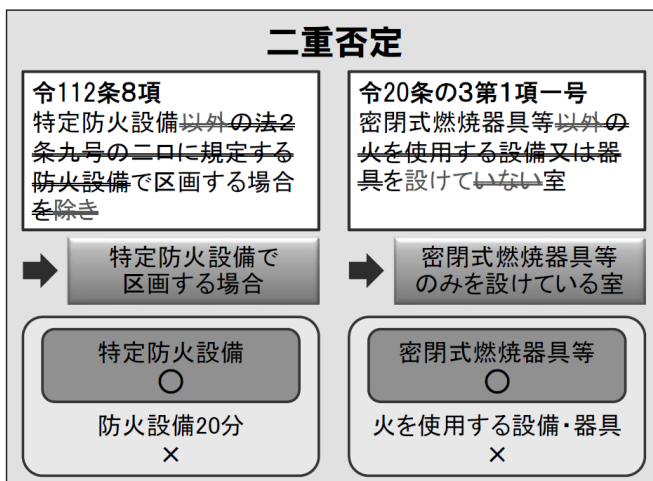 二重否定
令112条8項
特定防火設備以外の法2
条九号の二ロに規定する
防火設備で区画する場合
を除き
令20条の3第1項一号
密閉式燃焼器具等以外の
火を使用する設備又は器
具を設けていない室
特定防火設備で
区画する場合
密閉式燃焼器具等
のみを設けている室
特定防火設備
○
防火設備20分
×
密閉式燃焼器具等
○
火を使用する設備・器具
×